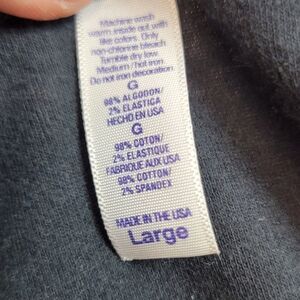 Machine wash
warm, inside out with
like colors. Only
non-chlorine bleach
Tumble dry low.
Medium/hot iron.
Do not iron decoration.
G
98% ALGODON/
2% ELASTICA
HECHO EN USA
G
98% COTON/
2% ELASTIQUE
FABRIQUE AUX USA
98% COTTON/
2% SPANDEX
MADE IN THE USA
Large